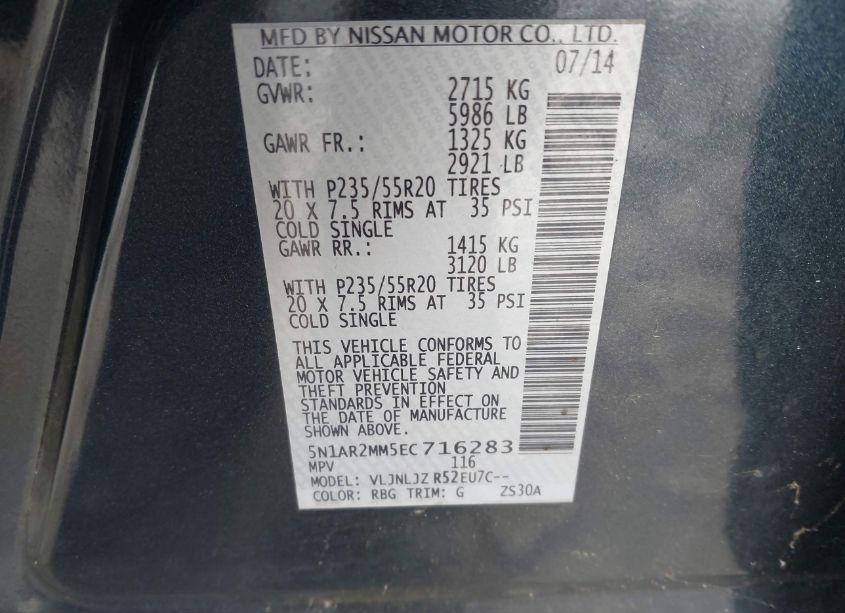 MFD BY NISSAN MOTOR CO., LTD.
DATE: 07/14
GVWR: 2715 KG
5986 LB
GAWR FR.: 1325 KG
2921 LB
WITH P235/55R20 TIRES
20 X 7.5 RIMS AT 35 PSI
COLD SINGLE
GAWR RR.: 1415 KG
3120 LB
WITH P235/55R20 TIRES
20 X 7.5 RIMS AT 35 PSI
COLD SINGLE
THIS VEHICLE CONFORMS TO
ALL APPLICABLE FEDERAL
MOTOR VEHICLE SAFETY AND
THEFT PREVENTION
STANDARDS IN EFFECT ON
THE DATE OF MANUFACTURE
SHOWN ABOVE.
5N1AR2MM5EC716283
MPV 116
MODEL: VLJNLJZ R52EU7C--
COLOR: RBG TRIM: G ZS30A